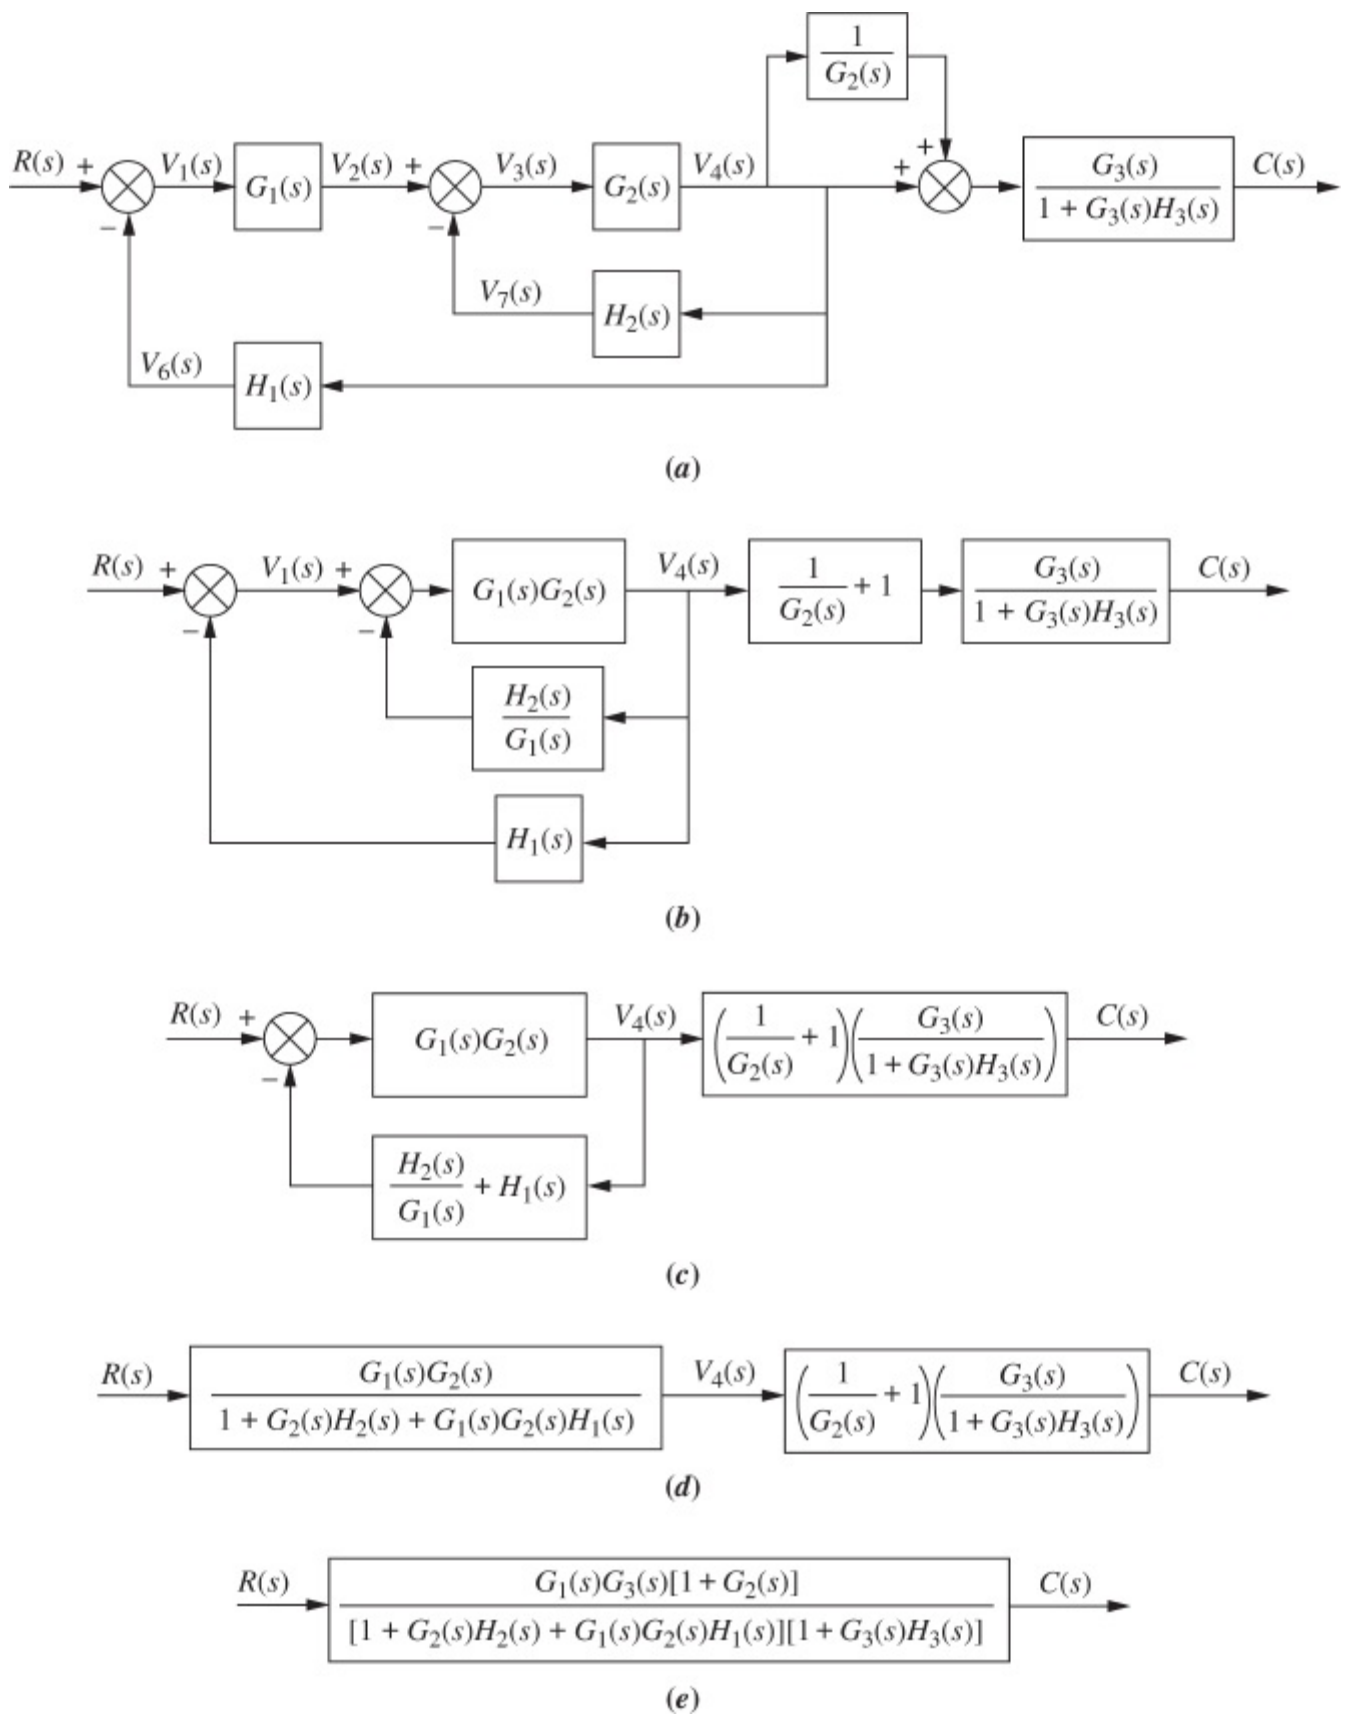 1
G₂(s)
R(s) + V₁(s) G₁(s) V₂(s) + V₃(s) G₂(s) V₄(s) + + G₃(s) C(s)
1 + G₃(s)H₃(s)
− −
V₇(s) H₂(s)
V₆(s) H₁(s)
(a)
R(s) + V₁(s) + G₁(s)G₂(s) V₄(s) 1/G₂(s) + 1 G₃(s) C(s)
1 + G₃(s)H₃(s)
− −
H₂(s)
G₁(s)
H₁(s)
(b)
R(s) + G₁(s)G₂(s) V₄(s) (1/G₂(s) + 1)(G₃(s)/1 + G₃(s)H₃(s)) C(s)
−
H₂(s)/G₁(s) + H₁(s)
(c)
R(s) G₁(s)G₂(s) V₄(s) (1/G₂(s) + 1)(G₃(s)/1 + G₃(s)H₃(s)) C(s)
1 + G₂(s)H₂(s) + G₁(s)G₂(s)H₁(s)
(d)
R(s) G₁(s)G₃(s)[1 + G₂(s)] C(s)
[1 + G₂(s)H₂(s) + G₁(s)G₂(s)H₁(s)][1 + G₃(s)H₃(s)]
(e)